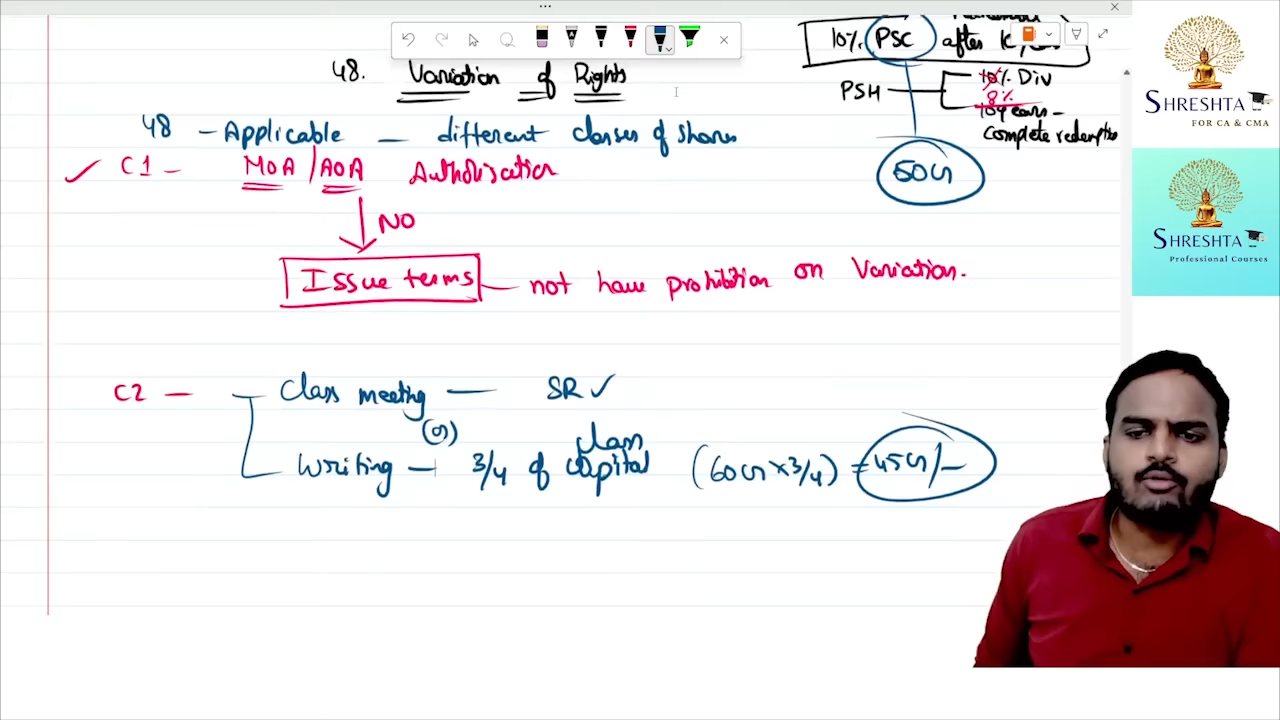 10% PSC after 10 years
48. Variation of Rights
PSH
10% Div
8%
10 years – Complete redemption
48 – Applicable – different classes of shares
60cr
C1 – MOA / AOA Authorisation
NO
Issue terms – not have prohibition on Variation.
C2 – Class meeting – SR ✓
(or)
Writing – 3/4 of class capital (60cr x 3/4) = 45cr/–
SHRESHTA
FOR CA & CMA
SHRESHTA
Professional Courses